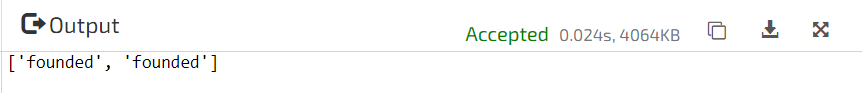 Output
Accepted 0.024s, 4064KB
['founded', 'founded']